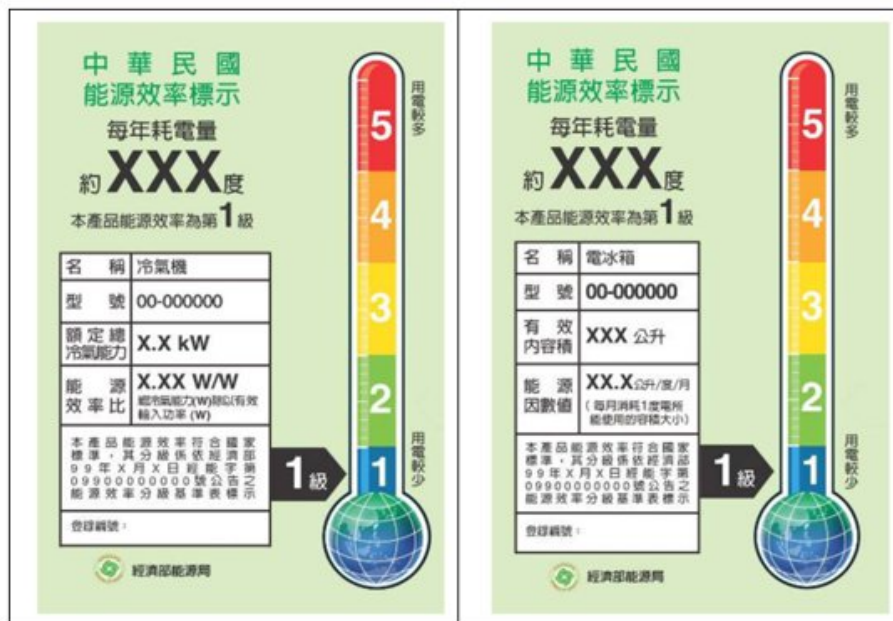 中華民國
能源效率標示
每年耗電量
約XXX度
本產品能源效率為第1級
名稱 冷氣機
型號 00-000000
額定總冷氣能力 X.X kW
能源效率比 X.XX W/W
總冷氣能力(W)除以有效
輸入功率(W)
本產品能源效率符合國家
標準，其分級係依經濟部
99年X月X日經能字第
09900000000號公告之
能源效率分級基準表標示
登錄編號：
經濟部能源局
用電較多
5
4
3
2
1
用電較少
1級
中華民國
能源效率標示
每年耗電量
約XXX度
本產品能源效率為第1級
名稱 電冰箱
型號 00-000000
有效內容積 XXX 公升
能源因數值 XX.X公升/度/月
(每月消耗1度電所
能使用的容積大小)
本產品能源效率符合國家
標準，其分級係依經濟部
99年X月X日經能字第
09900000000號公告之
能源效率分級基準表標示
登錄編號：
經濟部能源局
用電較多
5
4
3
2
1
用電較少
1級